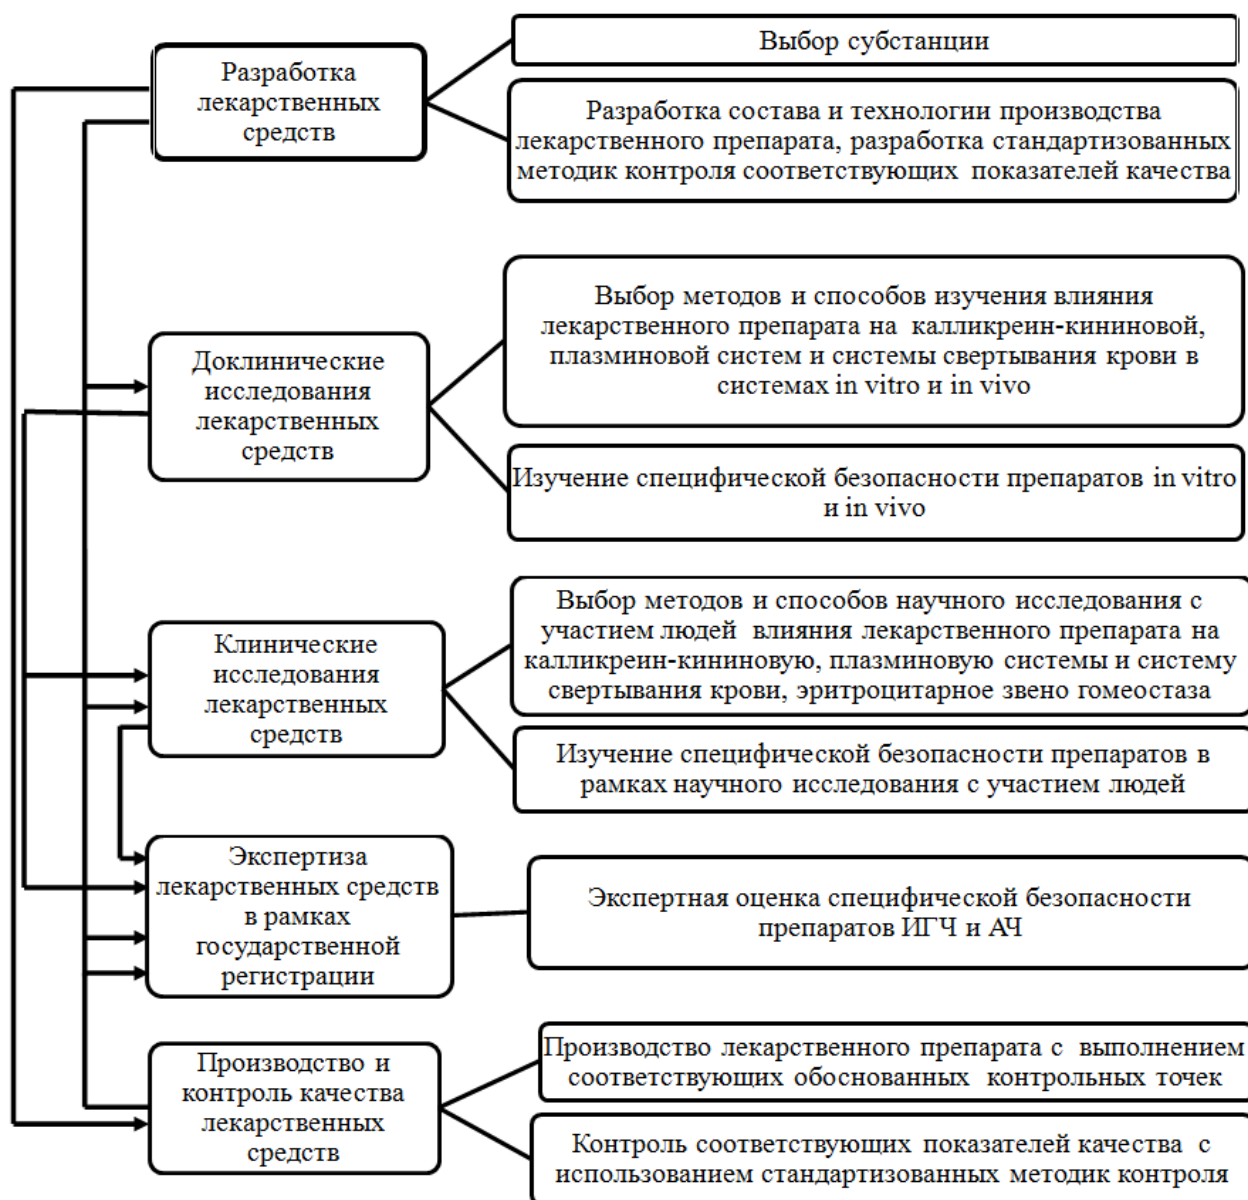 Разработка
лекарственных
средств
Выбор субстанции
Разработка состава и технологии производства
лекарственного препарата, разработка стандартизованных
методик контроля соответствующих показателей качества
Доклинические
исследования
лекарственных
средств
Выбор методов и способов изучения влияния
лекарственного препарата на калликреин-кининовой,
плазминовой систем и системы свертывания крови в
системах in vitro и in vivo
Изучение специфической безопасности препаратов in vitro
и in vivo
Клинические
исследования
лекарственных
средств
Выбор методов и способов научного исследования с
участием людей влияния лекарственного препарата на
калликреин-кининовую, плазминовую системы и систему
свертывания крови, эритроцитарное звено гомеостаза
Изучение специфической безопасности препаратов в
рамках научного исследования с участием людей
Экспертиза
лекарственных средств
в рамках
государственной
регистрации
Экспертная оценка специфической безопасности
препаратов ИГЧ и АЧ
Производство и
контроль качества
лекарственных
средств
Производство лекарственного препарата с выполнением
соответствующих обоснованных контрольных точек
Контроль соответствующих показателей качества с
использованием стандартизованных методик контроля